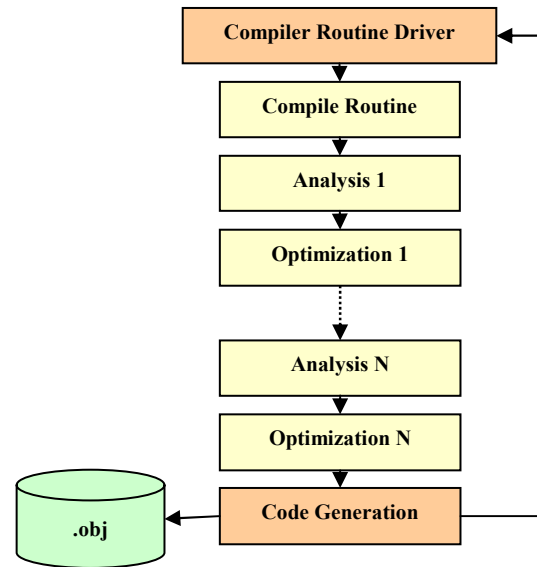 Compiler Routine Driver
Compile Routine
Analysis 1
Optimization 1
Analysis N
Optimization N
Code Generation
.obj